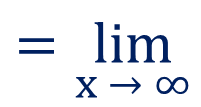 = lim
x → ∞